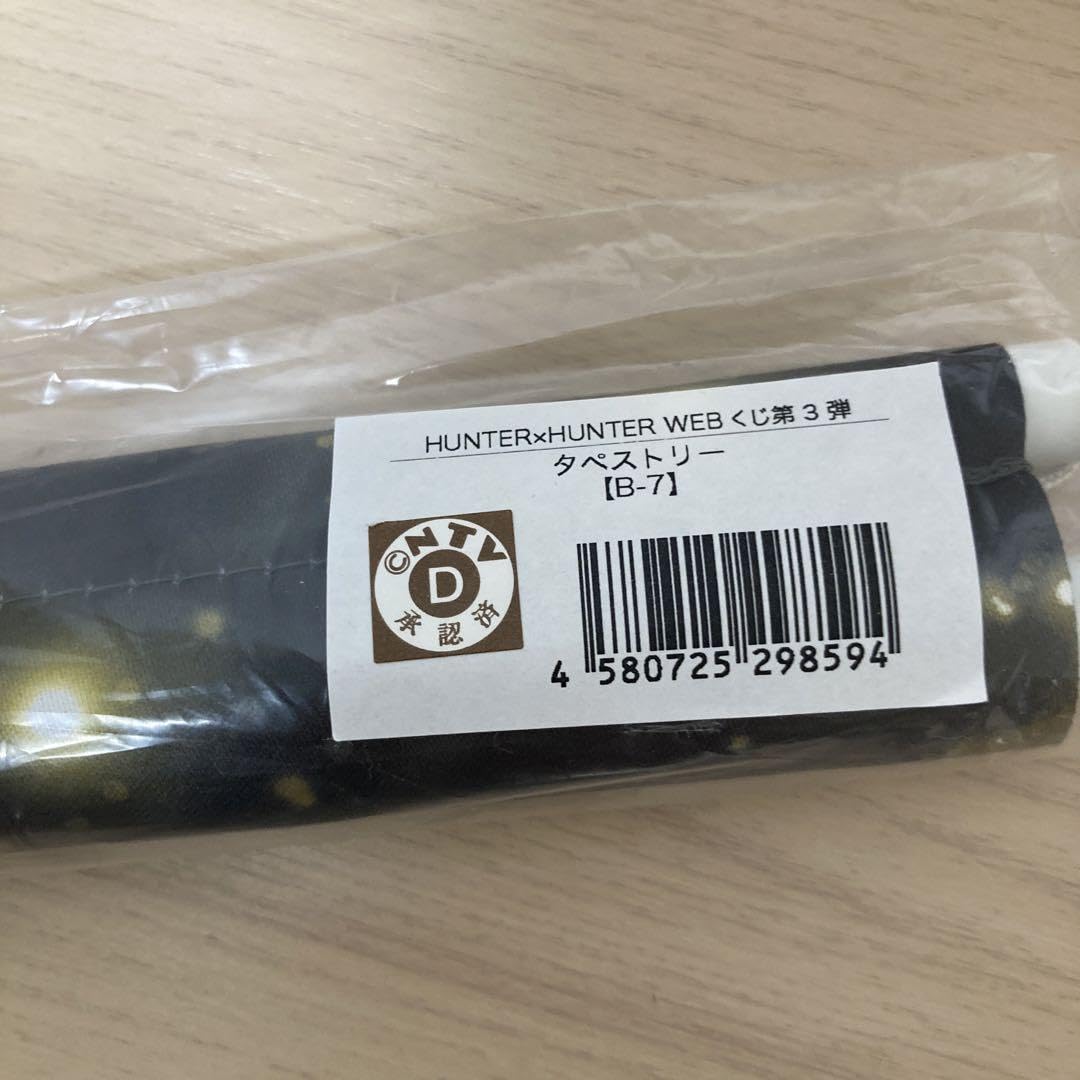 HUNTER×HUNTER WEBくじ第3弾
タペストリー
【B-7】
©NTV
D
承認済
4 580725 298594